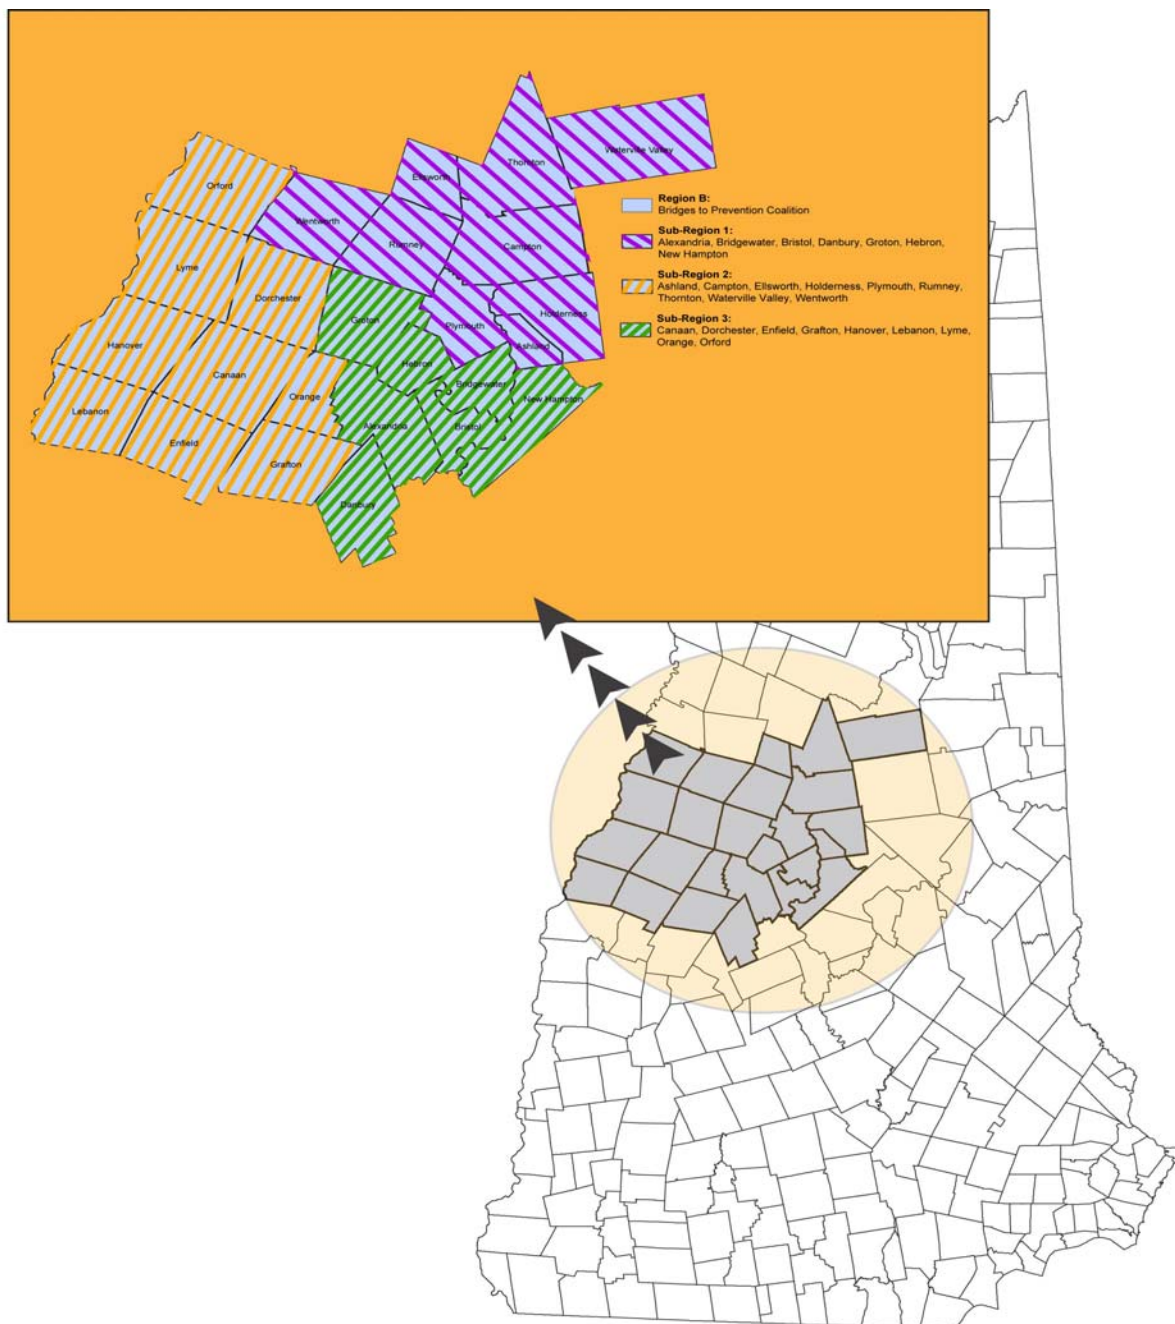 Waterville Valley
Thornton
Ellsworth
Orford
Wentworth
Rumney
Campton
Lyme
Dorchester
Groton
Plymouth
Holderness
Ashland
Hanover
Hebron
Canaan
Bridgewater
Orange
New Hampton
Lebanon
Alexandria
Bristol
Enfield
Grafton
Danbury
Region B:
Bridges to Prevention Coalition
Sub-Region 1:
Alexandria, Bridgewater, Bristol, Danbury, Groton, Hebron,
New Hampton
Sub-Region 2:
Ashland, Campton, Ellsworth, Holderness, Plymouth, Rumney,
Thornton, Waterville Valley, Wentworth
Sub-Region 3:
Canaan, Dorchester, Enfield, Grafton, Hanover, Lebanon, Lyme,
Orange, Orford